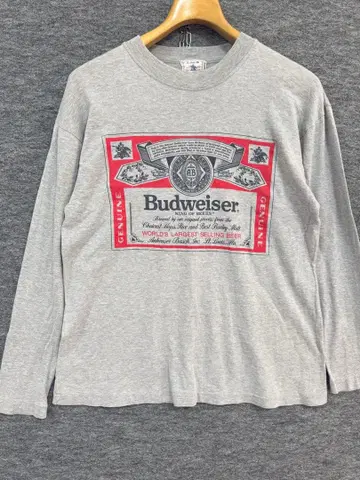 Budweiser.
KING OF BEERS
Brewed by our original process from the
Choicest Hops, Rice and Best Barley Malt
WORLD'S LARGEST SELLING BEER
Anheuser-Busch, Inc. St. Louis, Mo.
GENUINE
GENUINE